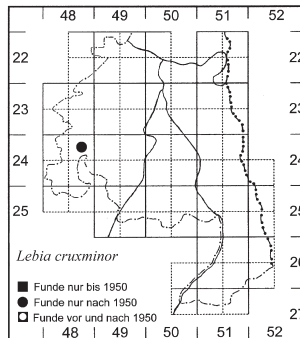 48 49 50 51 52
22 22
23 23
24 24
25 25
26
Lebia cruxminor
Funde nur bis 1950
Funde nur nach 1950
Funde vor und nach 1950
48 49 50 51 52 27